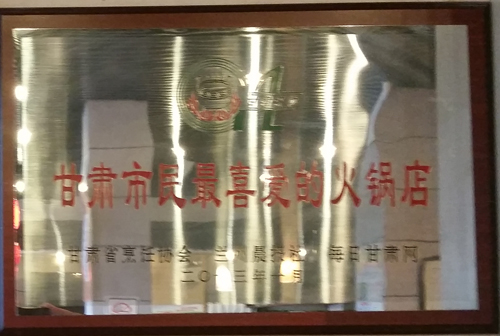 甘肃市民最喜爱的火锅店
甘肃省烹饪协会 兰州晨报社 每日甘肃网
二〇一三年一月